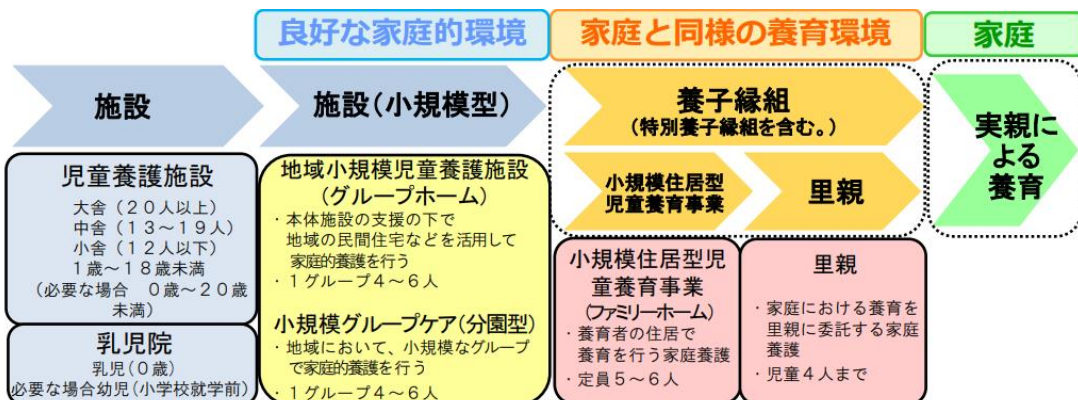 良好な家庭的環境
家庭と同様の養育環境
家庭
施設
施設(小規模型)
養子縁組
(特別養子縁組を含む。)
小規模住居型
児童養育事業
里親
実親に
よる
養育
児童養護施設
大舎(20人以上)
中舎(13~19人)
小舎(12人以下)
1歳~18歳未満
(必要な場合 0歳~20歳
未満)
乳児院
乳児(0歳)
必要な場合幼児(小学校就学前)
地域小規模児童養護施設
(グループホーム)
・本体施設の支援の下で
地域の民間住宅などを活用して
家庭的養護を行う
・1グループ4~6人
小規模グループケア(分園型)
・地域において、小規模なグループ
で家庭的養護を行う
・1グループ4~6人
小規模住居型児
童養育事業
(ファミリーホーム)
・養育者の住居で
養育を行う家庭養護
・定員5~6人
里親
・家庭における養育を
里親に委託する家庭
養護
・児童4人まで